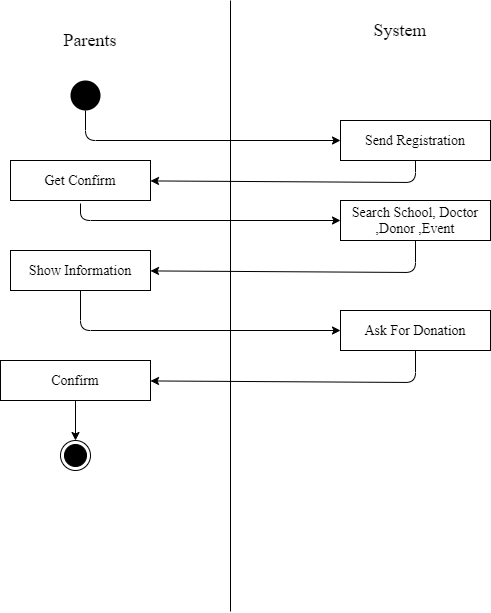 Parents
System
Send Registration
Get Confirm
Search School, Doctor
,Donor ,Event
Show Information
Ask For Donation
Confirm